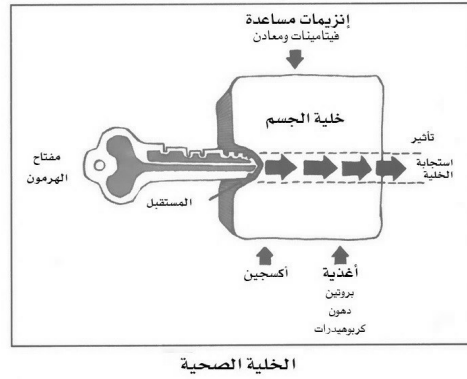 إنزيمات مساعدة
فيتامينات ومعادن
خلية الجسم
تأثير
استجابة
الخلية
مفتاح
الهرمون
المستقبل
أكسجين
أغذية
بروتين
دهون
كربوهيدرات
الخلية الصحية